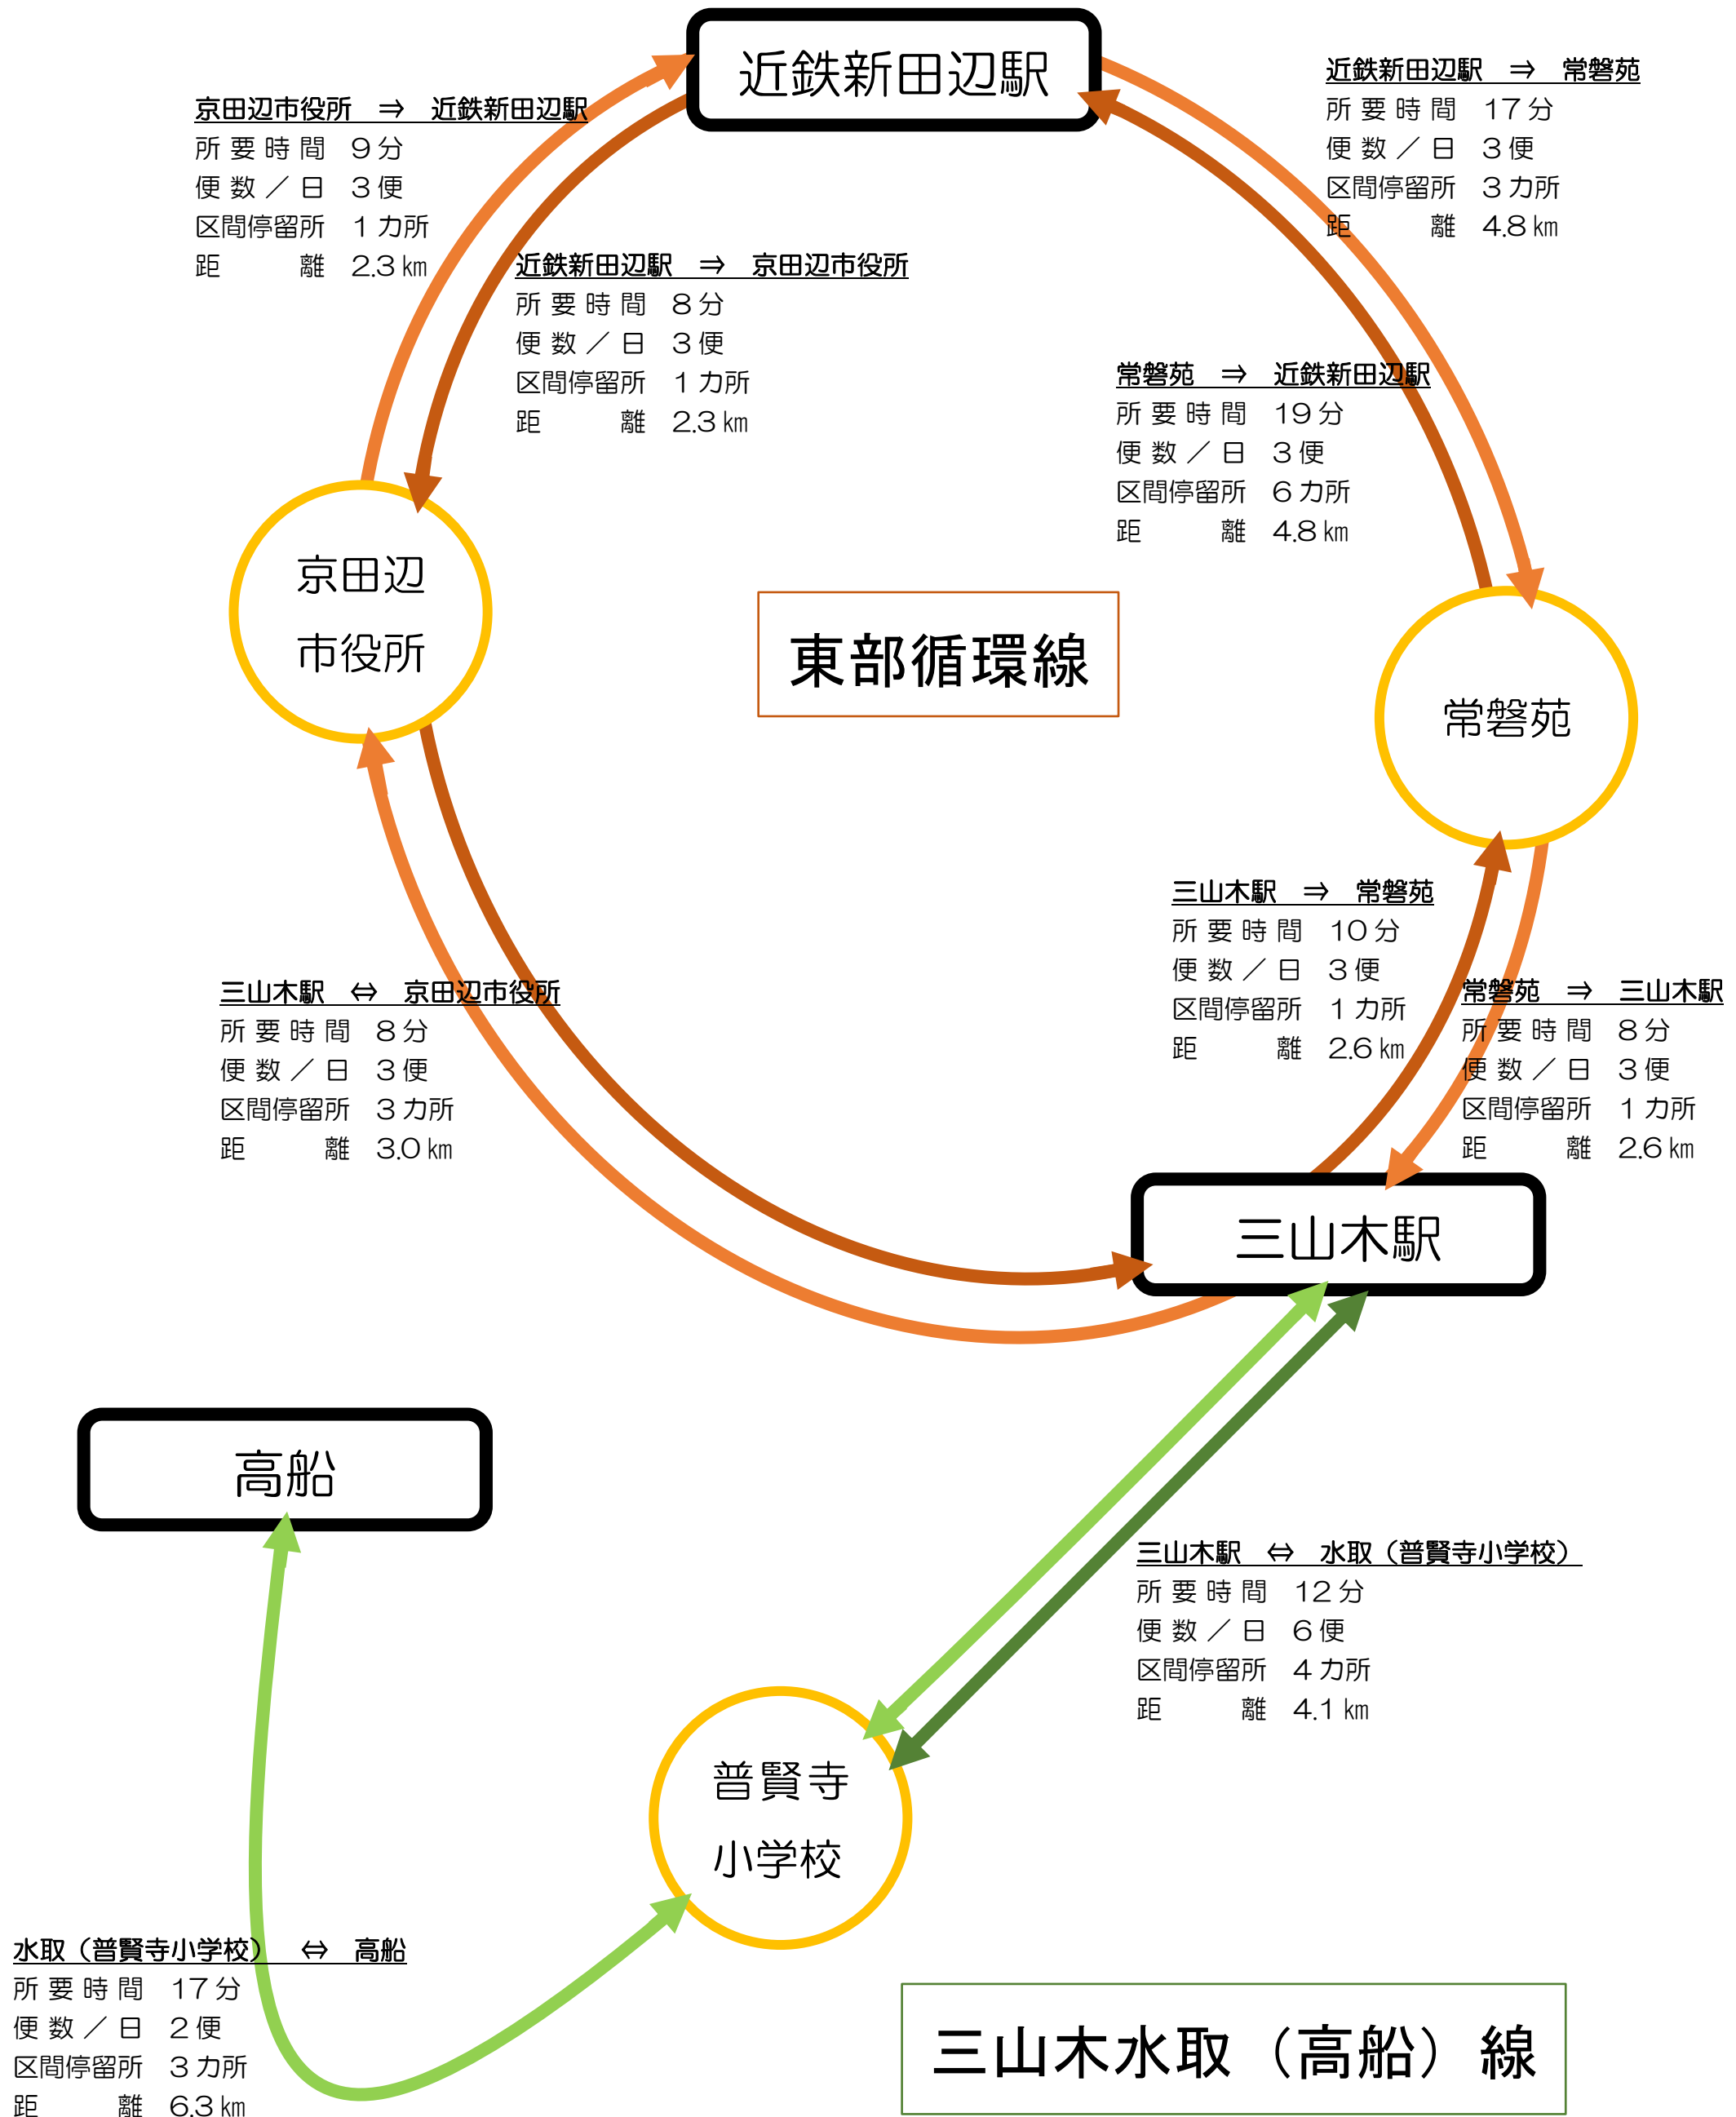 近鉄新田辺駅
近鉄新田辺駅　⇒　常磐苑
所要時間　17分
便数／日　3便
区間停留所　3カ所
距離　4.8㎞
京田辺市役所　⇒　近鉄新田辺駅
所要時間　9分
便数／日　3便
区間停留所　1カ所
距離　2.3㎞
近鉄新田辺駅　⇒　京田辺市役所
所要時間　8分
便数／日　3便
区間停留所　1カ所
距離　2.3㎞
常磐苑　⇒　近鉄新田辺駅
所要時間　19分
便数／日　3便
区間停留所　6カ所
距離　4.8㎞
京田辺
市役所
東部循環線
常磐苑
三山木駅　⇒　常磐苑
所要時間　10分
便数／日　3便
区間停留所　1カ所
距離　2.6㎞
常磐苑　⇒　三山木駅
所要時間　8分
便数／日　3便
区間停留所　1カ所
距離　2.6㎞
三山木駅　⇔　京田辺市役所
所要時間　8分
便数／日　3便
区間停留所　3カ所
距離　3.0㎞
三山木駅
高船
三山木駅　⇔　水取（普賢寺小学校）
所要時間　12分
便数／日　6便
区間停留所　4カ所
距離　4.1㎞
普賢寺
小学校
水取（普賢寺小学校）　⇔　高船
所要時間　17分
便数／日　2便
区間停留所　3カ所
距離　6.3㎞
三山木水取（高船）線